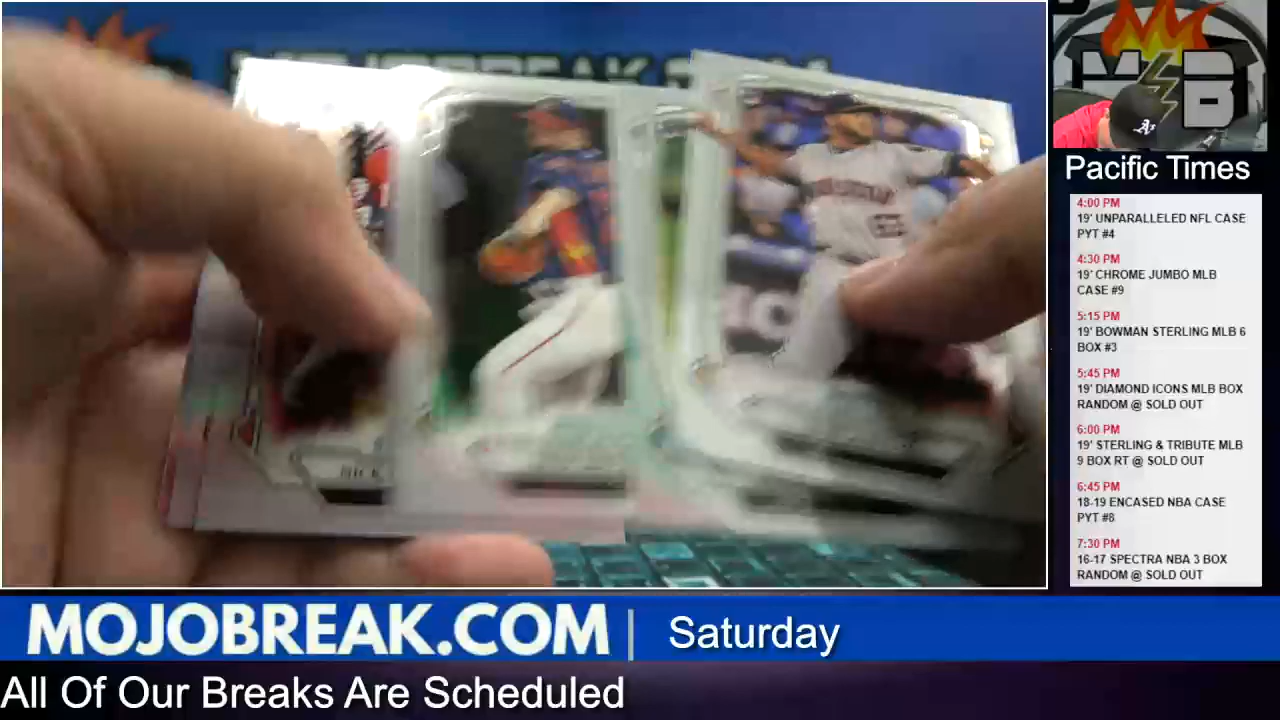 MOJOBREAK.COM
M B
A's
Pacific Times
4:00 PM
19' UNPARALLELED NFL CASE
PYT #4
4:30 PM
19' CHROME JUMBO MLB
CASE #9
5:15 PM
19' BOWMAN STERLING MLB 6
BOX #3
5:45 PM
19' DIAMOND ICONS MLB BOX
RANDOM @ SOLD OUT
6:00 PM
19' STERLING & TRIBUTE MLB
9 BOX RT @ SOLD OUT
6:45 PM
18-19 ENCASED NBA CASE
PYT #8
7:30 PM
16-17 SPECTRA NBA 3 BOX
RANDOM @ SOLD OUT
NICK
MOJOBREAK.COM | Saturday
All Of Our Breaks Are Scheduled